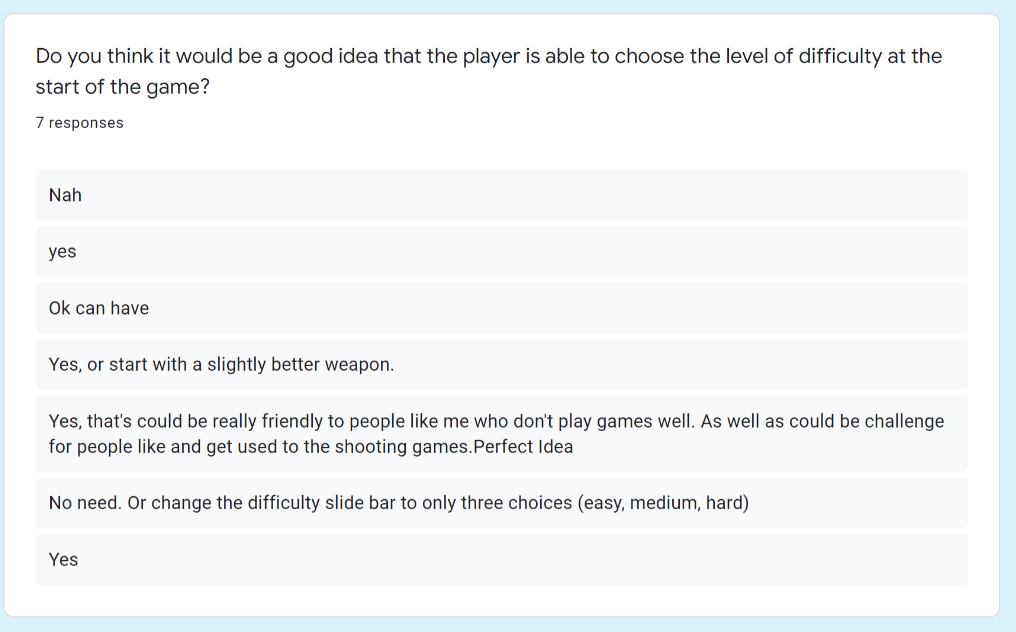 Do you think it would be a good idea that the player is able to choose the level of difficulty at the
start of the game?
7 responses
Nah
yes
Ok can have
Yes, or start with a slightly better weapon.
Yes, that's could be really friendly to people like me who don't play games well. As well as could be challenge
for people like and get used to the shooting games.Perfect Idea
No need. Or change the difficulty slide bar to only three choices (easy, medium, hard)
Yes